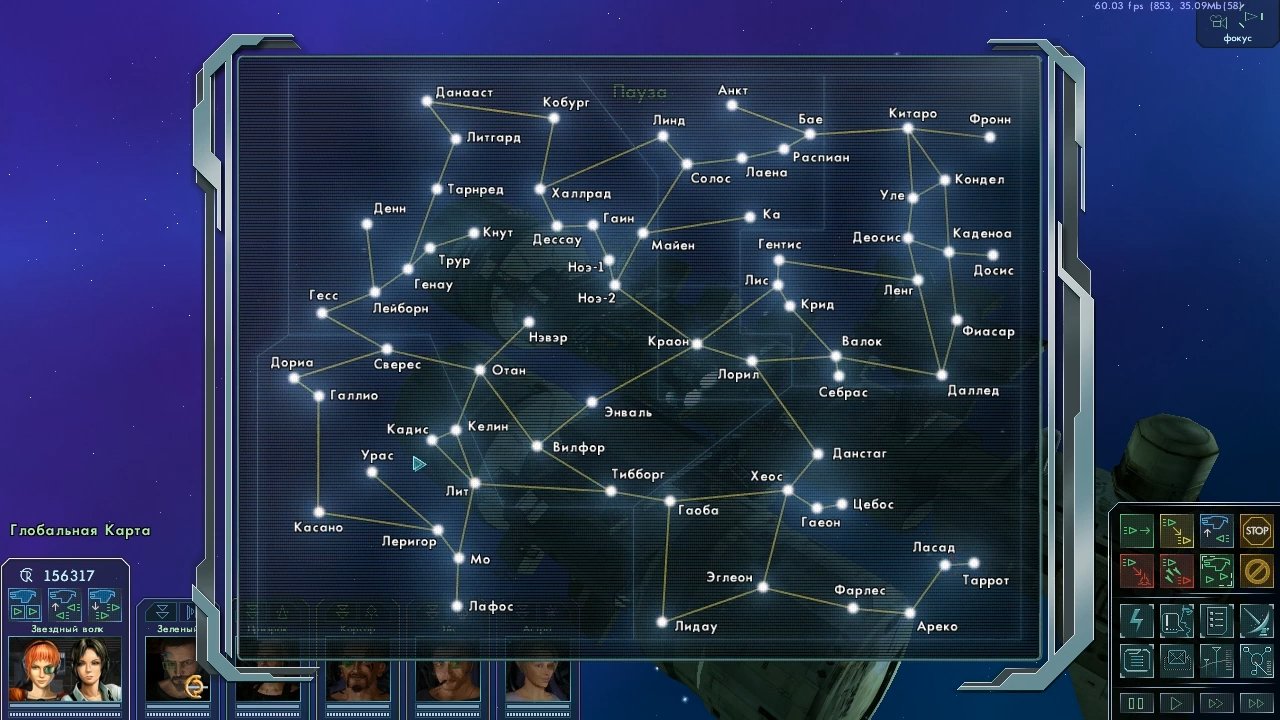 60.03 fps (853, 35.09Mb(58)
фокус
Пауза
Данааст
Кобург
Анкт
Линд
Бае
Китаро
Фронн
Литгард
Распиан
Лаена
Солос
Кондел
Тарнред
Халлрад
Уле
Денн
Гаин
Ка
Кнут
Дессау
Майен
Гентис
Деосис
Каденоа
Трур
Ноэ-1
Досис
Генау
Ноэ-2
Лис
Ленг
Гесс
Лейборн
Крид
Фиасар
Нэвэр
Краон
Валок
Дориа
Сверес
Отан
Лорил
Себрас
Даллед
Галлио
Энваль
Кадис
Келин
Вилфор
Данстаг
Урас
Тибборг
Хеос
Лит
Гаоба
Цебос
Гаеон
Касано
Глобальная Карта
STOP
Леригор
Ласад
Мо
Таррот
156317
Эглеон
Фарлес
Лафос
Лидау
Ареко
Звездный волк
Зелены